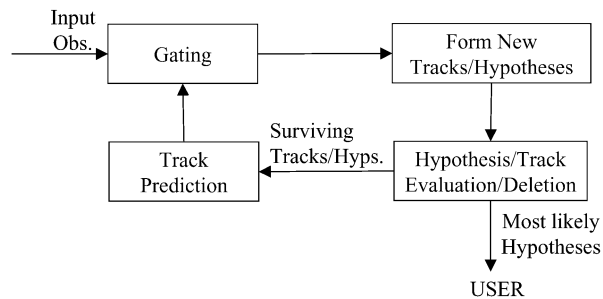 Input
Obs.
Gating
Form New
Tracks/Hypotheses
Surviving
Tracks/Hyps.
Track
Prediction
Hypothesis/Track
Evaluation/Deletion
Most likely
Hypotheses
USER